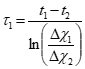 τ₁ = (t₁ − t₂) / ln(Δχ₁ / Δχ₂)